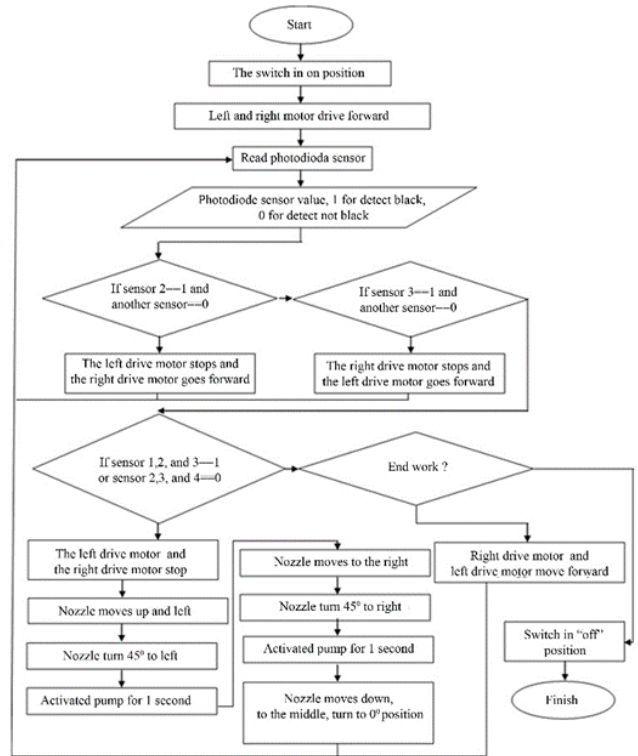 Start
The switch in on position
Left and right motor drive forward
Read photodioda sensor
Photodiode sensor value, 1 for detect black,
0 for detect not black
If sensor 2—1 and
another sensor—0
If sensor 3—1 and
another sensor—0
The left drive motor stops and
the right drive motor goes forward
The right drive motor stops and
the left drive motor goes forward
If sensor 1,2, and 3—1
or sensor 2,3, and 4—0
End work ?
The left drive motor and
the right drive motor stop
Nozzle moves up and left
Nozzle turn 45° to left
Activated pump for 1 second
Nozzle moves to the right
Nozzle turn 45° to right
Activated pump for 1 second
Nozzle moves down,
to the middle, turn to 0° position
Right drive motor and
left drive motor move forward
Switch in “off”
position
Finish